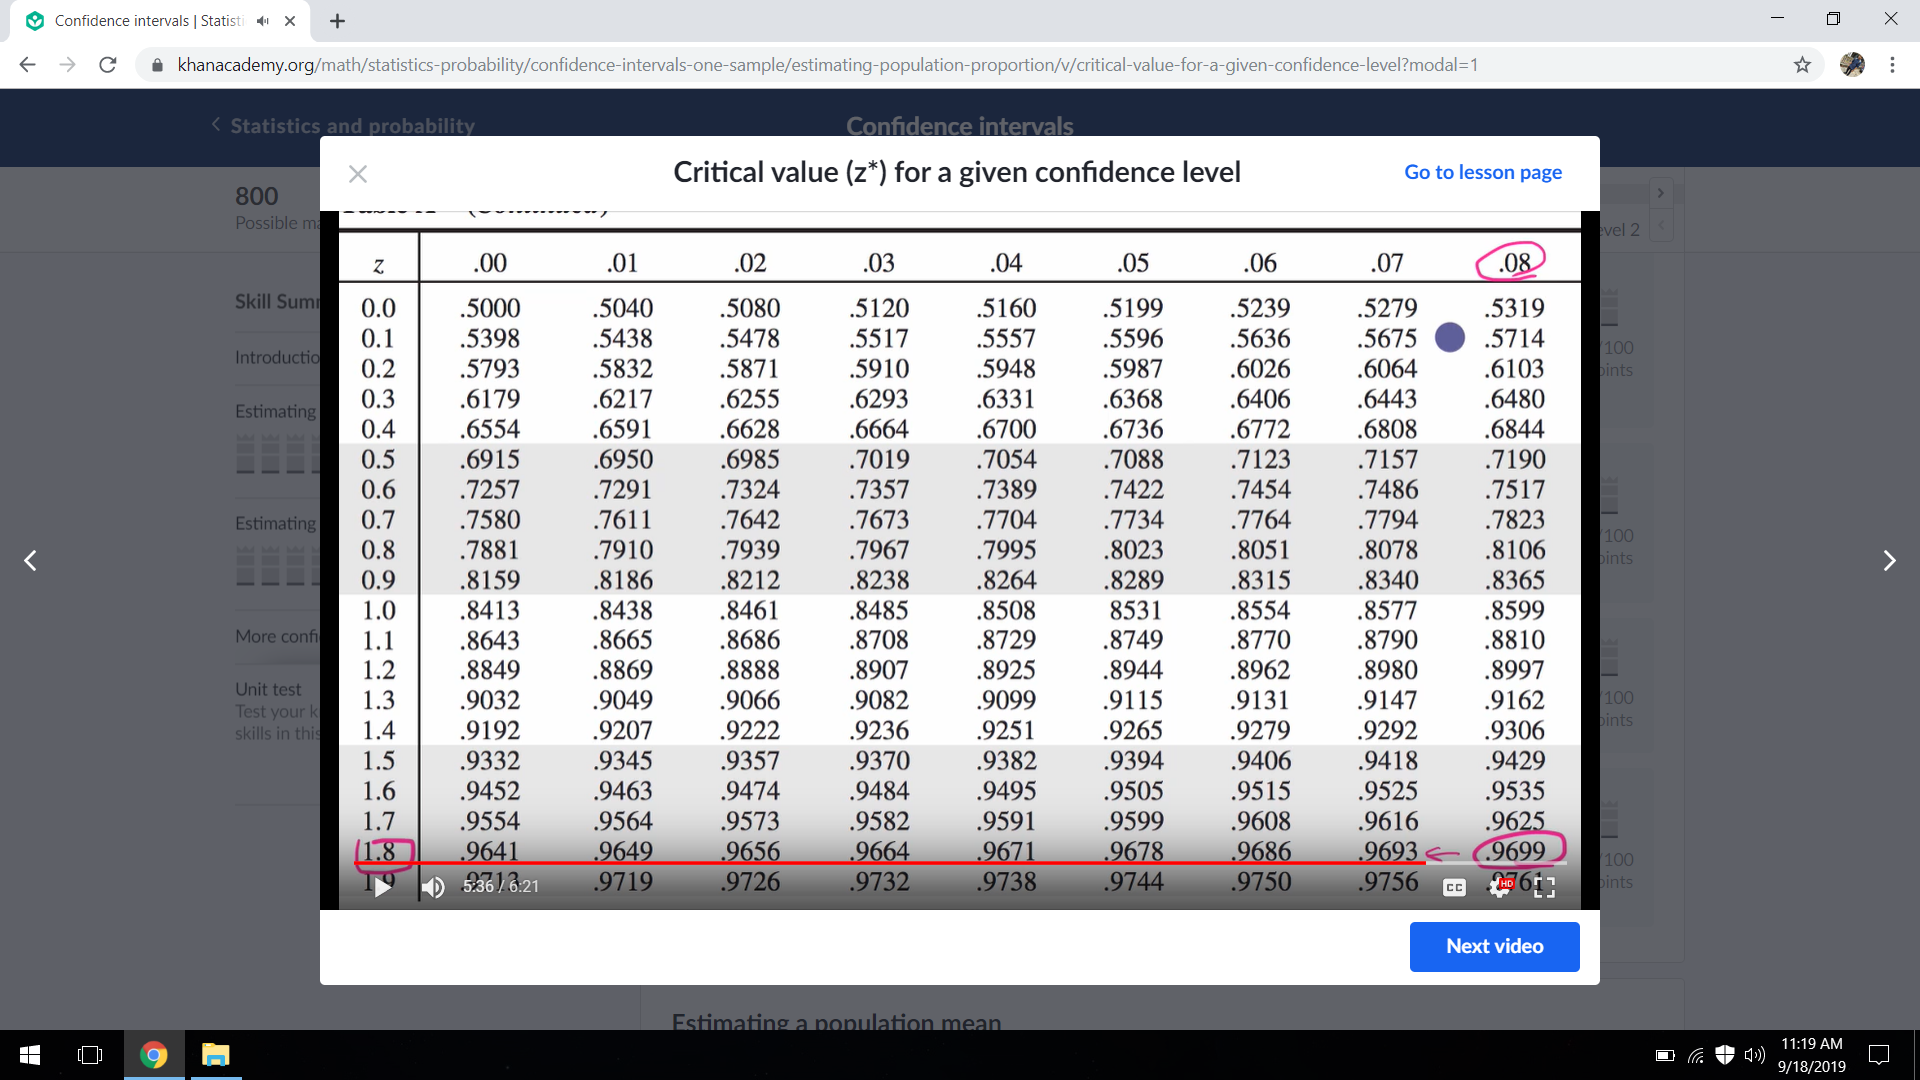 Confidence intervals | Statisti
khanacademy.org/math/statistics-probability/confidence-intervals-one-sample/estimating-population-proportion/v/critical-value-for-a-given-confidence-level?modal=1
Statistics and probability
Confidence intervals
Critical value (z*) for a given confidence level
Go to lesson page
800
Possible ma
evel 2
z .00 .01 .02 .03 .04 .05 .06 .07 .08
0.0 .5000 .5040 .5080 .5120 .5160 .5199 .5239 .5279 .5319
0.1 .5398 .5438 .5478 .5517 .5557 .5596 .5636 .5675 .5714
0.2 .5793 .5832 .5871 .5910 .5948 .5987 .6026 .6064 .6103
0.3 .6179 .6217 .6255 .6293 .6331 .6368 .6406 .6443 .6480
0.4 .6554 .6591 .6628 .6664 .6700 .6736 .6772 .6808 .6844
0.5 .6915 .6950 .6985 .7019 .7054 .7088 .7123 .7157 .7190
0.6 .7257 .7291 .7324 .7357 .7389 .7422 .7454 .7486 .7517
0.7 .7580 .7611 .7642 .7673 .7704 .7734 .7764 .7794 .7823
0.8 .7881 .7910 .7939 .7967 .7995 .8023 .8051 .8078 .8106
0.9 .8159 .8186 .8212 .8238 .8264 .8289 .8315 .8340 .8365
1.0 .8413 .8438 .8461 .8485 .8508 8531 .8554 .8577 .8599
1.1 .8643 .8665 .8686 .8708 .8729 .8749 .8770 .8790 .8810
1.2 .8849 .8869 .8888 .8907 .8925 .8944 .8962 .8980 .8997
1.3 .9032 .9049 .9066 .9082 .9099 .9115 .9131 .9147 .9162
1.4 .9192 .9207 .9222 .9236 .9251 .9265 .9279 .9292 .9306
1.5 .9332 .9345 .9357 .9370 .9382 .9394 .9406 .9418 .9429
1.6 .9452 .9463 .9474 .9484 .9495 .9505 .9515 .9525 .9535
1.7 .9554 .9564 .9573 .9582 .9591 .9599 .9608 .9616 .9625
1.8 .9641 .9649 .9656 .9664 .9671 .9678 .9686 .9693 .9699
1.9 .9713 .9719 .9726 .9732 .9738 .9744 .9750 .9756 .9761
5:36 / 6:21
CC
HD
Skill Summ
Introductio
Estimating
Estimating
More confi
Unit test
Test your k
skills in this
/100
oints
/100
oints
/100
oints
/100
oints
Next video
Estimating a population mean
11:19 AM
9/18/2019